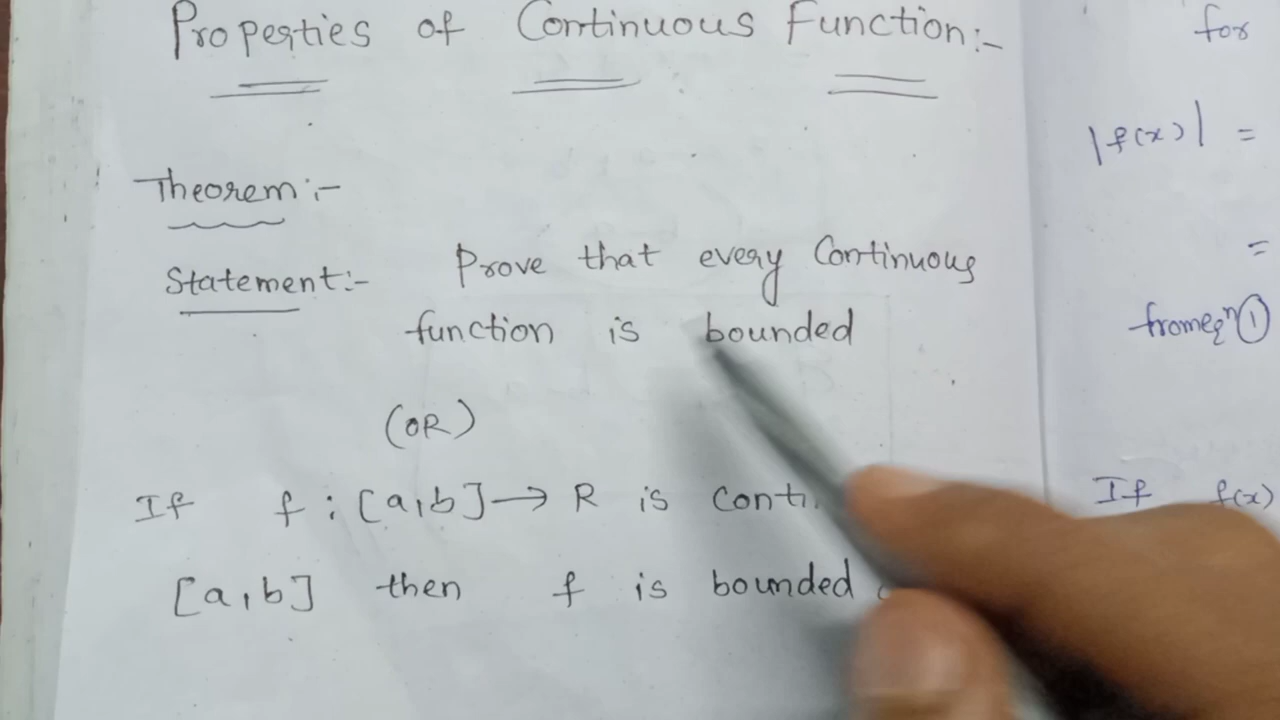 Properties of Continuous Function:-
Theorem:-
Statement:- Prove that every Continuous
function is bounded
(OR)
If f : [a,b] → R is
[a,b] then f is bounded
for
|f(x)| =
=
from eqⁿ ①
If f(x)